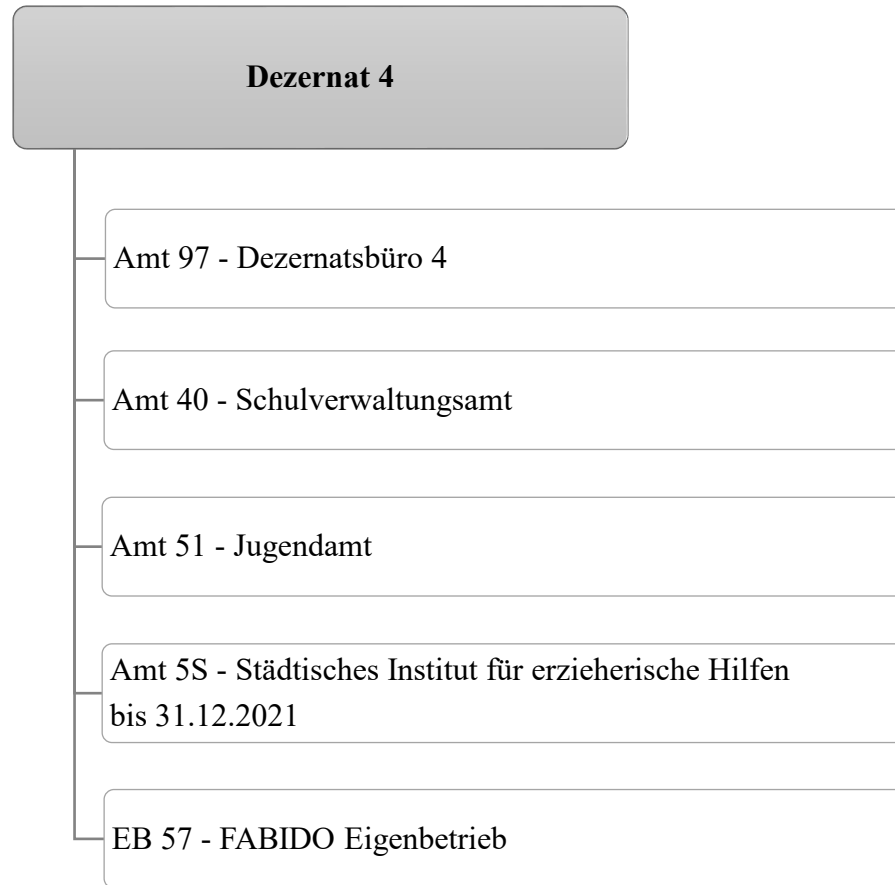 Dezernat 4
Amt 97 - Dezernatsbüro 4
Amt 40 - Schulverwaltungsamt
Amt 51 - Jugendamt
Amt 5S - Städtisches Institut für erzieherische Hilfen
bis 31.12.2021
EB 57 - FABIDO Eigenbetrieb